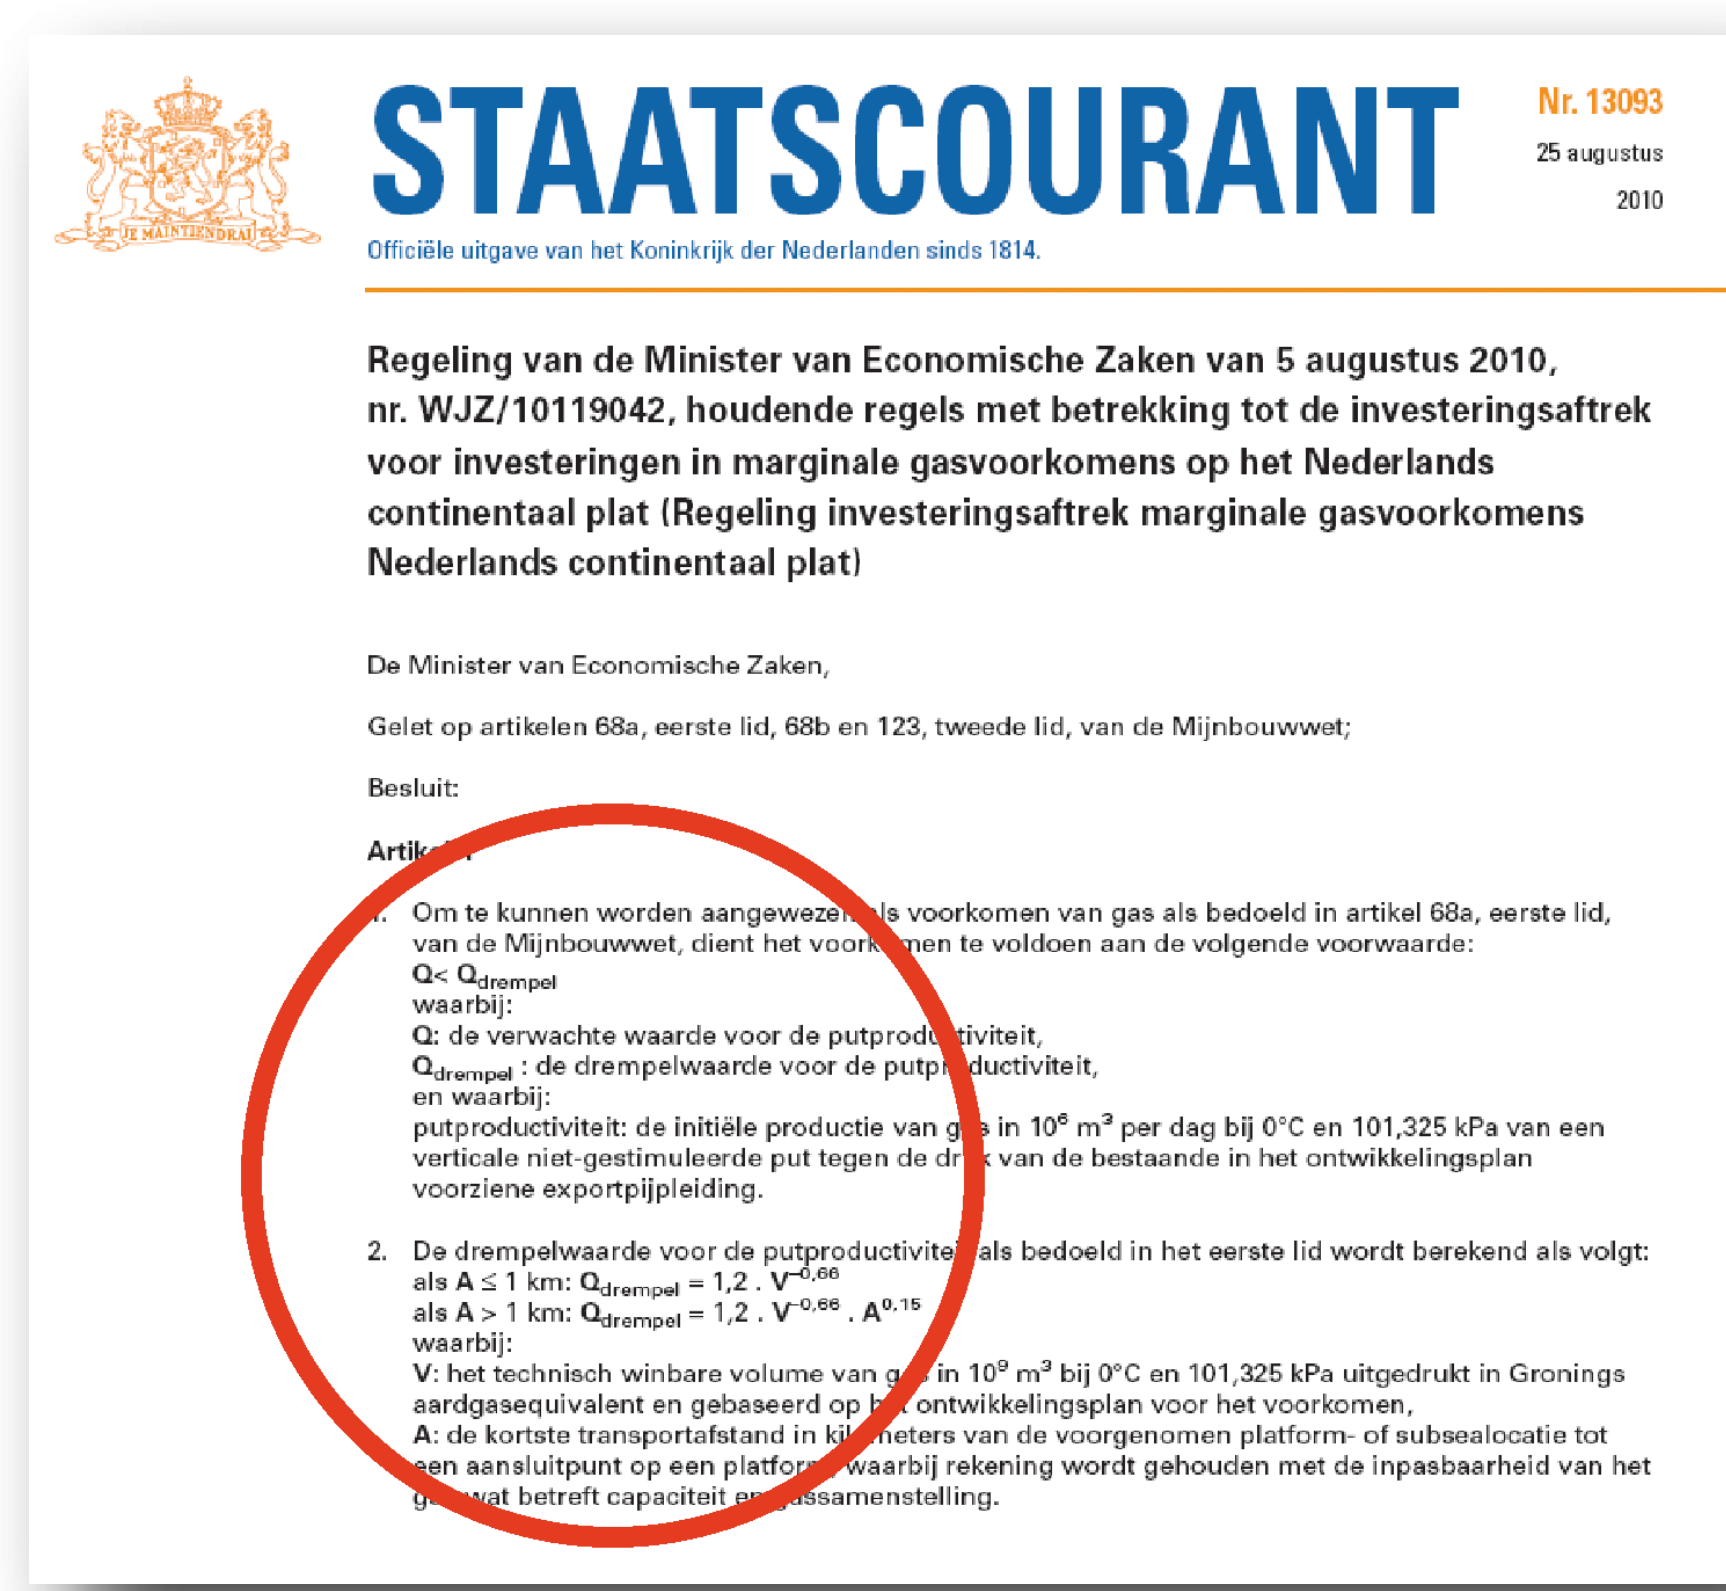 JE MAINTIENDRAI
STAATSCOURANT
Nr. 13093
25 augustus
2010
Officiële uitgave van het Koninkrijk der Nederlanden sinds 1814.
Regeling van de Minister van Economische Zaken van 5 augustus 2010,
nr. WJZ/10119042, houdende regels met betrekking tot de investeringsaftrek
voor investeringen in marginale gasvoorkomens op het Nederlands
continentaal plat (Regeling investeringsaftrek marginale gasvoorkomens
Nederlands continentaal plat)
De Minister van Economische Zaken,
Gelet op artikelen 68a, eerste lid, 68b en 123, tweede lid, van de Mijnbouwwet;
Besluit:
Artikel 1
1. Om te kunnen worden aangewezen als voorkomen van gas als bedoeld in artikel 68a, eerste lid,
van de Mijnbouwwet, dient het voorkomen te voldoen aan de volgende voorwaarde:
Q< Q_drempel
waarbij:
Q: de verwachte waarde voor de putproductiviteit,
Q_drempel : de drempelwaarde voor de putproductiviteit,
en waarbij:
putproductiviteit: de initiële productie van gas in 10⁶ m³ per dag bij 0°C en 101,325 kPa van een
verticale niet-gestimuleerde put tegen de druk van de bestaande in het ontwikkelingsplan
voorziene exportpijpleiding.
2. De drempelwaarde voor de putproductiviteit als bedoeld in het eerste lid wordt berekend als volgt:
als A ≤ 1 km: Q_drempel = 1,2 . V^–0,66
als A > 1 km: Q_drempel = 1,2 . V^–0,66 . A^0,15
waarbij:
V: het technisch winbare volume van gas in 10⁹ m³ bij 0°C en 101,325 kPa uitgedrukt in Gronings
aardgasequivalent en gebaseerd op het ontwikkelingsplan voor het voorkomen,
A: de kortste transportafstand in kilometers van de voorgenomen platform- of subsealocatie tot
een aansluitpunt op een platform, waarbij rekening wordt gehouden met de inpasbaarheid van het
gas wat betreft capaciteit en gassamenstelling.